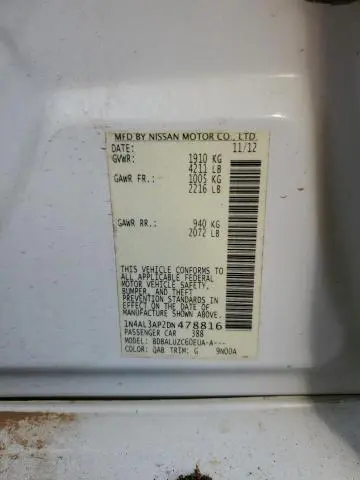 MFD BY NISSAN MOTOR CO., LTD.
DATE: 11/12
GVWR: 1910 KG
4211 LB
GAWR FR.: 1005 KG
2216 LB
GAWR RR.: 940 KG
2072 LB
THIS VEHICLE CONFORMS TO
ALL APPLICABLE FEDERAL
MOTOR VEHICLE SAFETY,
BUMPER, AND THEFT
PREVENTION STANDARDS IN
EFFECT ON THE DATE OF
MANUFACTURE SHOWN ABOVE.
1N4AL3AP2DN478816
PASSENGER CAR 388
MODEL: BDBALUZC60EUA-A---
COLOR: QAB TRIM: G 9N00A